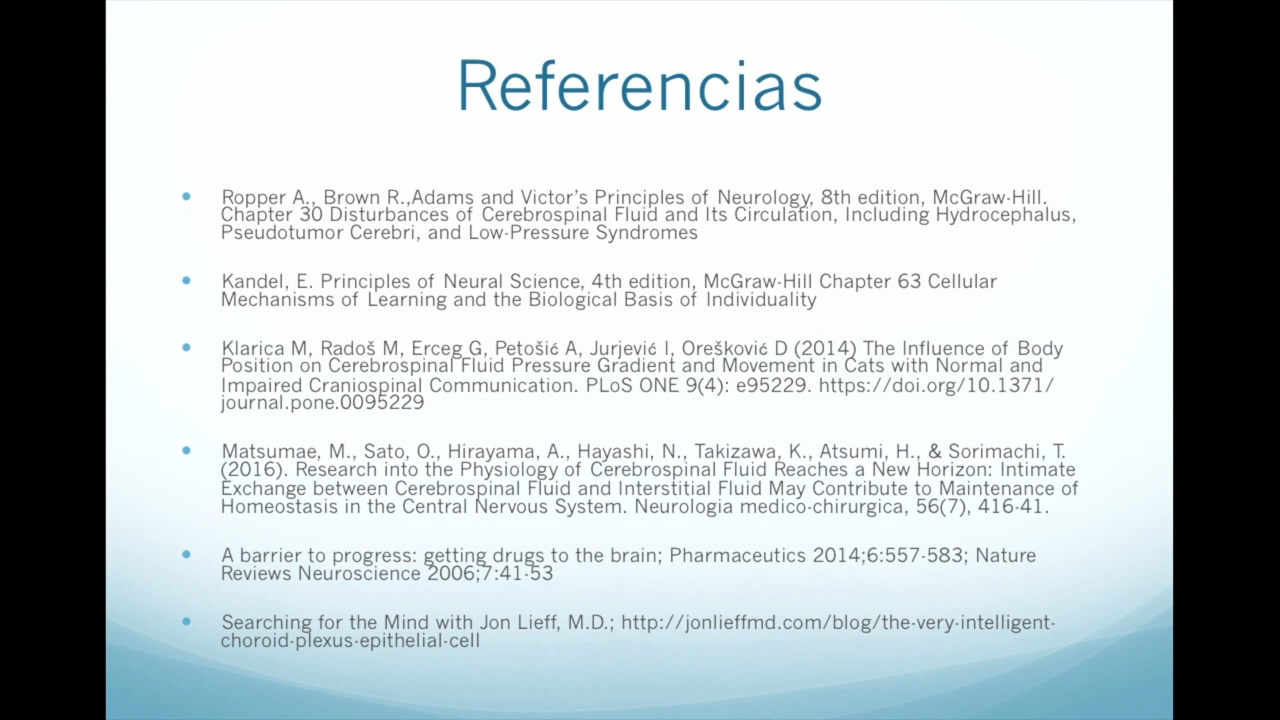 Referencias
Ropper A., Brown R.,Adams and Victor's Principles of Neurology, 8th edition, McGraw-Hill.
Chapter 30 Disturbances of Cerebrospinal Fluid and Its Circulation, Including Hydrocephalus,
Pseudotumor Cerebri, and Low-Pressure Syndromes
Kandel, E. Principles of Neural Science, 4th edition, McGraw-Hill Chapter 63 Cellular
Mechanisms of Learning and the Biological Basis of Individuality
Klarica M, Radoš M, Erceg G, Petošić A, Jurjević I, Orešković D (2014) The Influence of Body
Position on Cerebrospinal Fluid Pressure Gradient and Movement in Cats with Normal and
Impaired Craniospinal Communication. PLoS ONE 9(4): e95229. https://doi.org/10.1371/
journal.pone.0095229
Matsumae, M., Sato, O., Hirayama, A., Hayashi, N., Takizawa, K., Atsumi, H., & Sorimachi, T.
(2016). Research into the Physiology of Cerebrospinal Fluid Reaches a New Horizon: Intimate
Exchange between Cerebrospinal Fluid and Interstitial Fluid May Contribute to Maintenance of
Homeostasis in the Central Nervous System. Neurologia medico-chirurgica, 56(7), 416-41.
A barrier to progress: getting drugs to the brain; Pharmaceutics 2014;6:557-583; Nature
Reviews Neuroscience 2006;7:41-53
Searching for the Mind with Jon Lieff, M.D.; http://jonlieffmd.com/blog/the-very-intelligent-
choroid-plexus-epithelial-cell